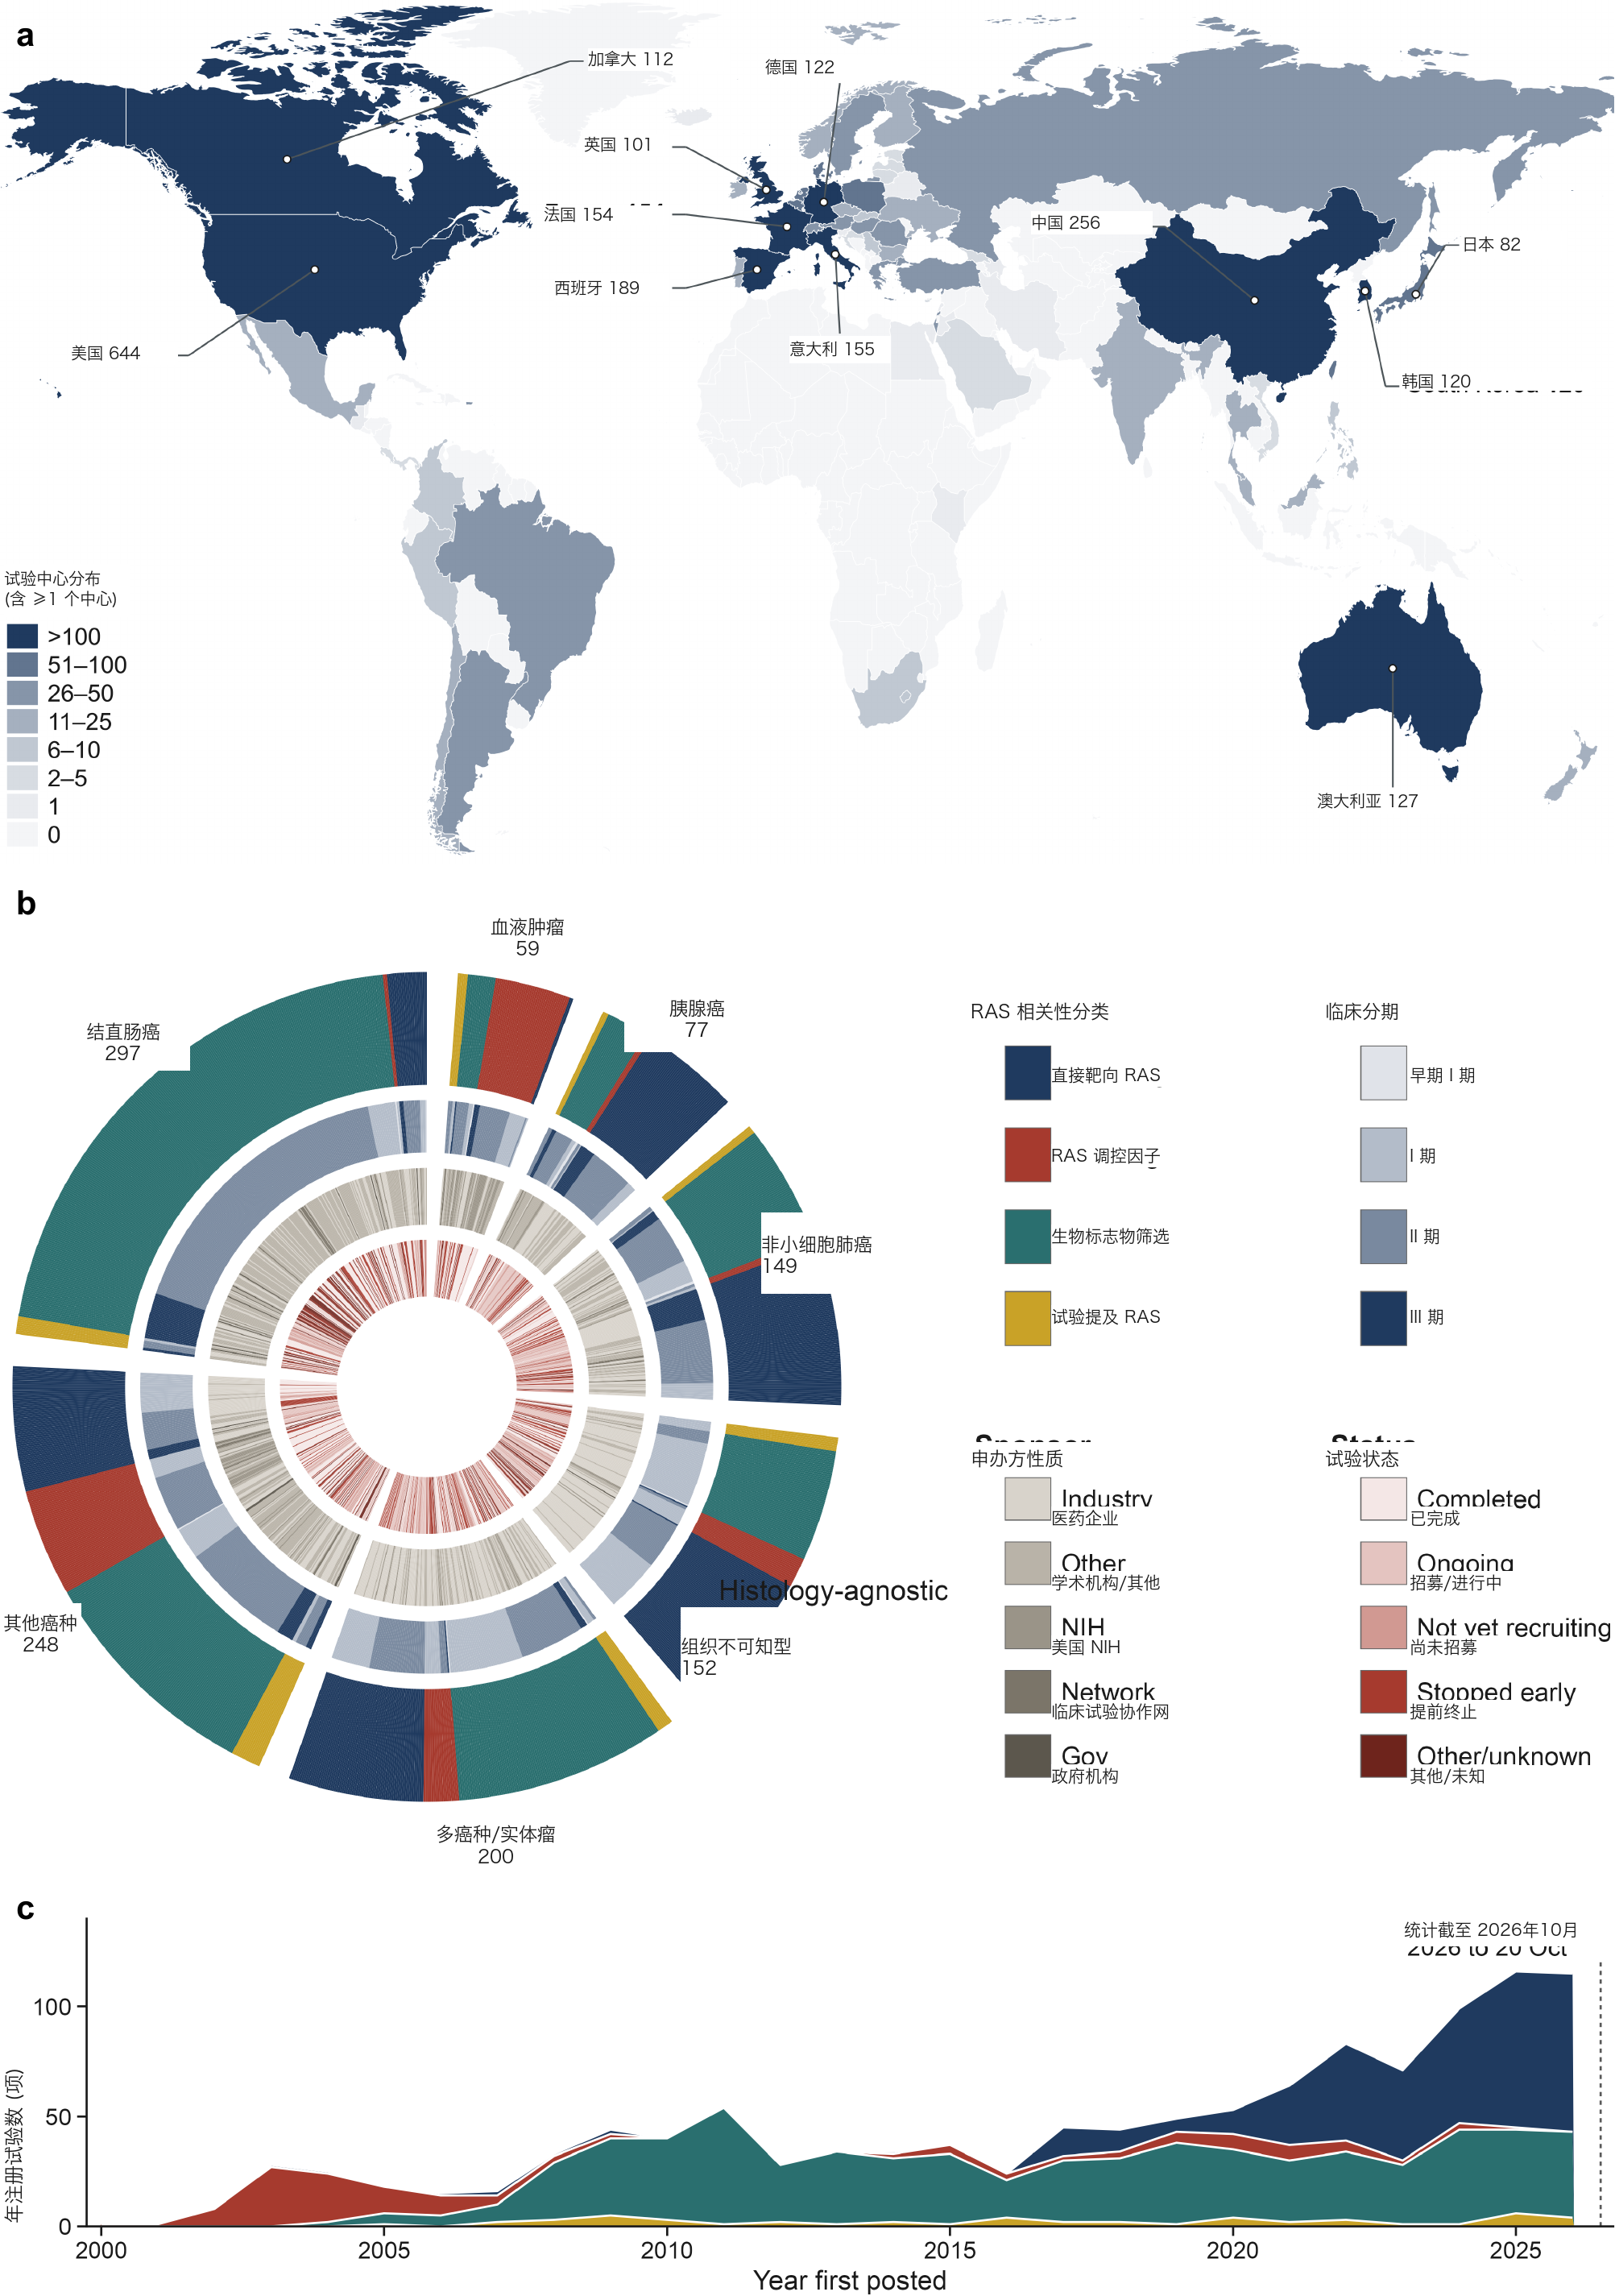 a
加拿大 112
德国 122
英国 101
法国 154
中国 256
日本 82
西班牙 189
美国 644
意大利 155
韩国 120
试验中心分布
(含 ≥1 个中心)
>100
51–100
26–50
11–25
6–10
2–5
1
0
澳大利亚 127
b
血液肿瘤
59
胰腺癌
77
结直肠癌
297
非小细胞肺癌
149
Histology-agnostic
组织不可知型
152
其他癌种
248
多癌种/实体瘤
200
RAS 相关性分类
直接靶向 RAS
RAS 调控因子
生物标志物筛选
试验提及 RAS
临床分期
早期 I 期
I 期
II 期
III 期
Sponsor
申办方性质
Industry
医药企业
Other
学术机构/其他
NIH
美国 NIH
Network
临床试验协作网
Gov
政府机构
Status
试验状态
Completed
已完成
Ongoing
招募/进行中
Not yet recruiting
尚未招募
Stopped early
提前终止
Other/unknown
其他/未知
c
统计截至 2026年10月
2026 to 20 Oct
年注册试验数 (项)
100
50
0
2000
2005
2010
2015
2020
2025
Year first posted